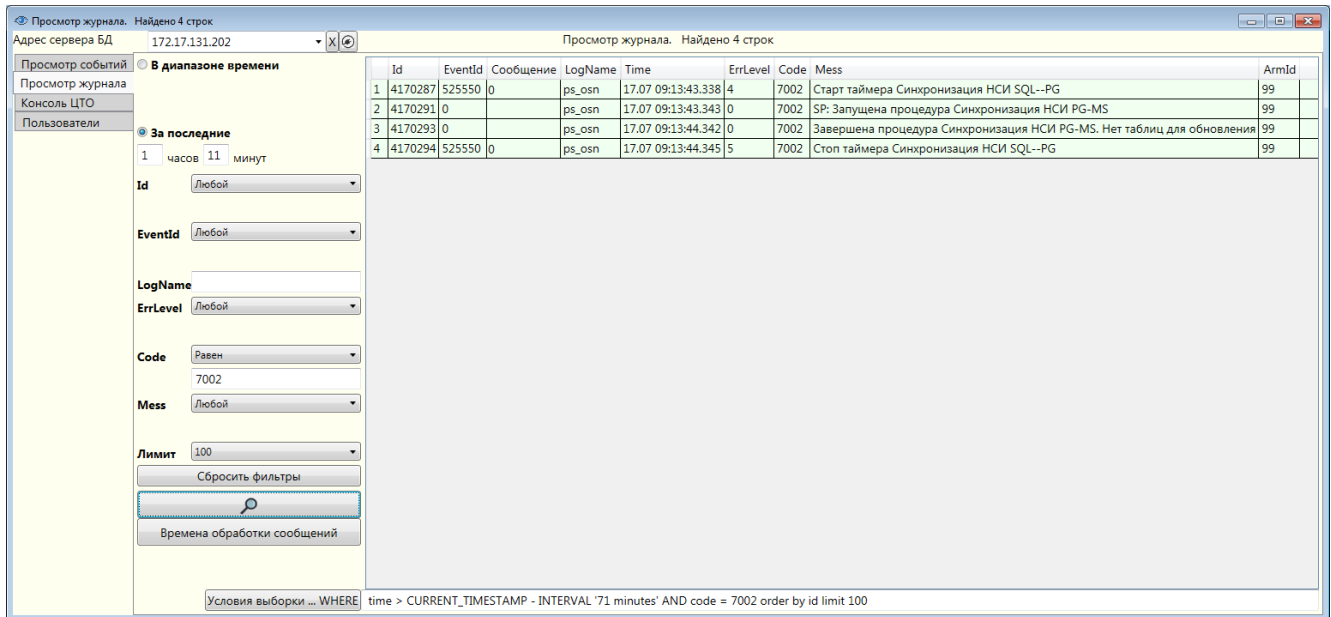 Просмотр журнала. Найдено 4 строк
Адрес сервера БД 172.17.131.202 X Просмотр журнала. Найдено 4 строк
Просмотр событий
Просмотр журнала
Консоль ЦТО
Пользователи
В диапазоне времени
За последние
1 часов 11 минут
Id Любой
EventId Любой
LogName
ErrLevel Любой
Code Равен
7002
Mess Любой
Лимит 100
Сбросить фильтры
Времена обработки сообщений
Id EventId Сообщение LogName Time ErrLevel Code Mess ArmId
1 4170287 525550 0 ps_osn 17.07 09:13:43.338 4 7002 Старт таймера Синхронизация НСИ SQL--PG 99
2 4170291 0 ps_osn 17.07 09:13:43.343 0 7002 SP: Запущена процедура Синхронизация НСИ PG-MS 99
3 4170293 0 ps_osn 17.07 09:13:44.342 0 7002 Завершена процедура Синхронизация НСИ PG-MS. Нет таблиц для обновления 99
4 4170294 525550 0 ps_osn 17.07 09:13:44.345 5 7002 Стоп таймера Синхронизация НСИ SQL--PG 99
Условия выборки ... WHERE time > CURRENT_TIMESTAMP - INTERVAL '71 minutes' AND code = 7002 order by id limit 100